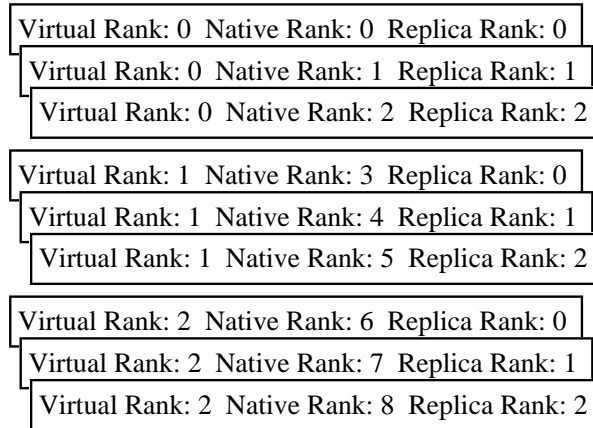 Virtual Rank: 0 Native Rank: 0 Replica Rank: 0
Virtual Rank: 0 Native Rank: 1 Replica Rank: 1
Virtual Rank: 0 Native Rank: 2 Replica Rank: 2
Virtual Rank: 1 Native Rank: 3 Replica Rank: 0
Virtual Rank: 1 Native Rank: 4 Replica Rank: 1
Virtual Rank: 1 Native Rank: 5 Replica Rank: 2
Virtual Rank: 2 Native Rank: 6 Replica Rank: 0
Virtual Rank: 2 Native Rank: 7 Replica Rank: 1
Virtual Rank: 2 Native Rank: 8 Replica Rank: 2